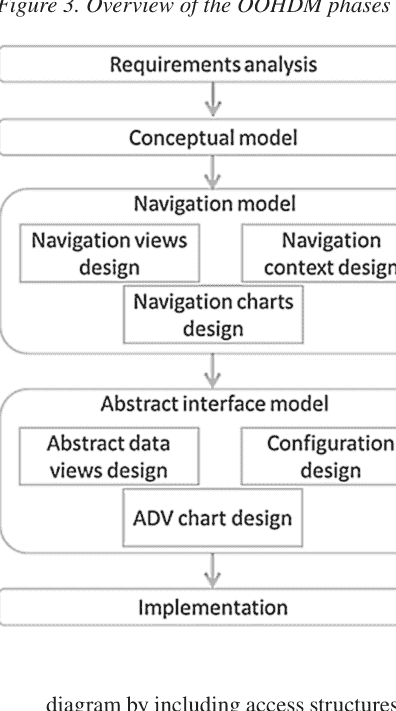 Figure 3. Overview of the OOHDM phases
Requirements analysis
Conceptual model
Navigation model
Navigation views
design
Navigation
context design
Navigation charts
design
Abstract interface model
Abstract data
views design
Configuration
design
ADV chart design
Implementation
diagram by including access structures